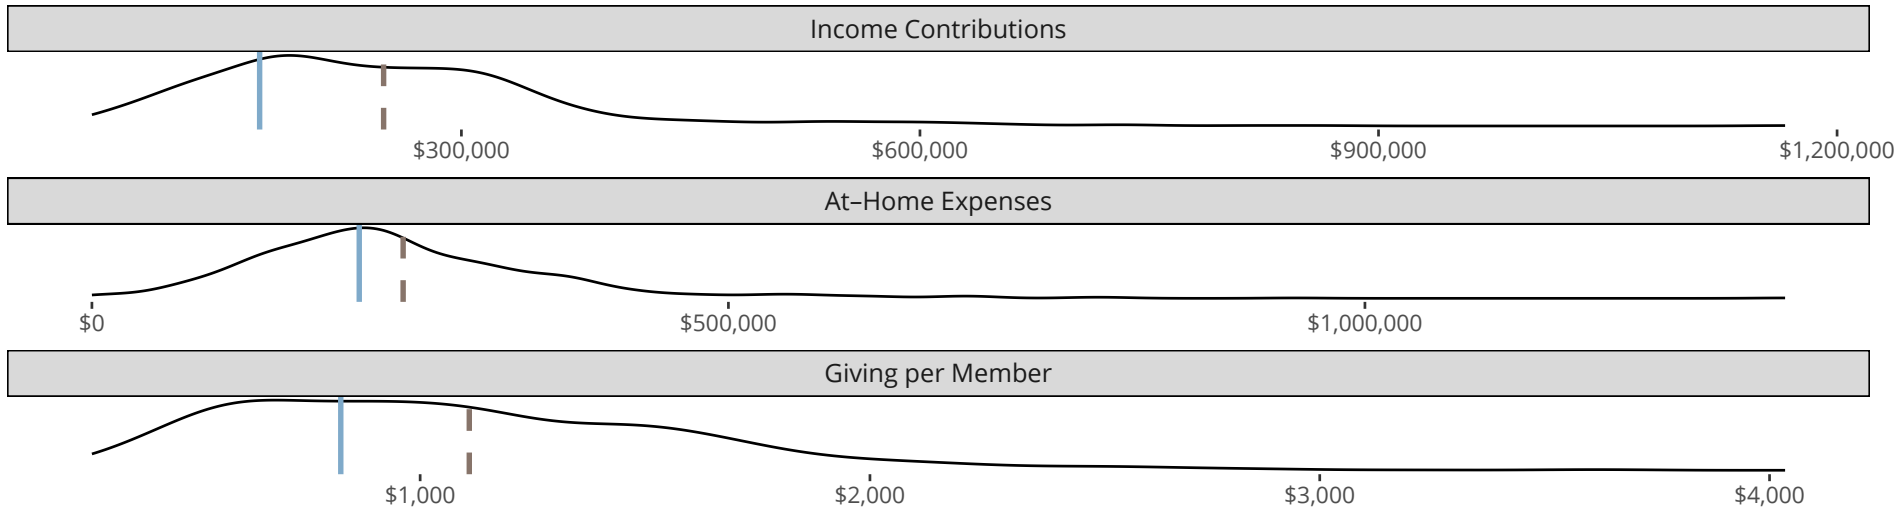 Income Contributions
$300,000 $600,000 $900,000 $1,200,000
At–Home Expenses
$0 $500,000 $1,000,000
Giving per Member
$1,000 $2,000 $3,000 $4,000